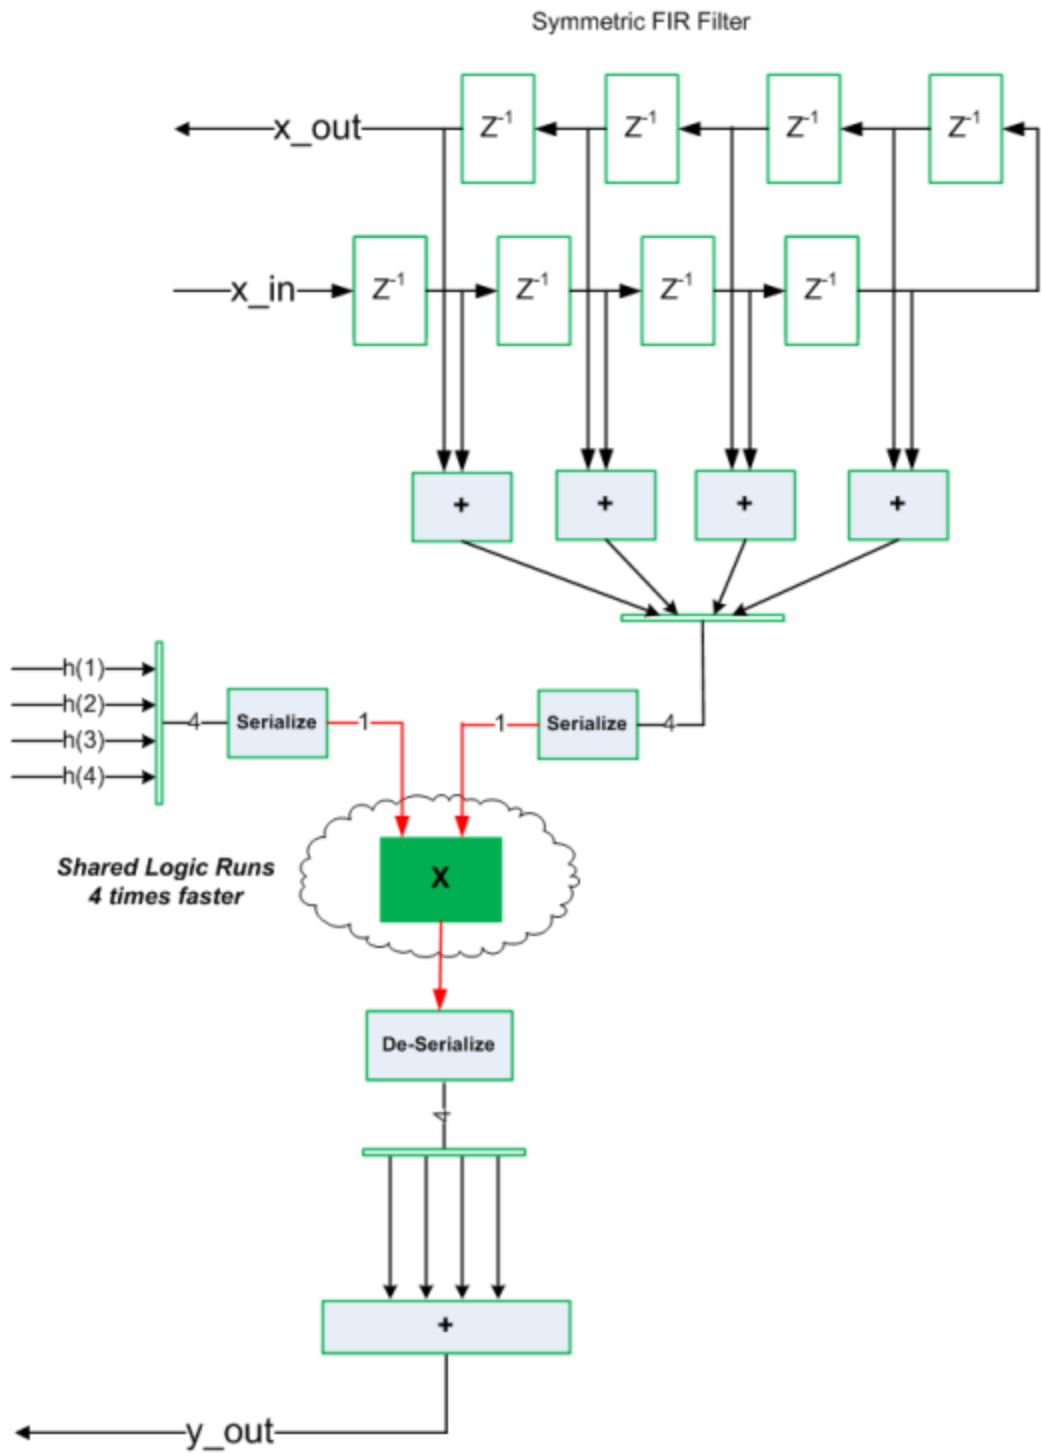 Symmetric FIR Filter
x_out Z-1 Z-1 Z-1 Z-1
x_in Z-1 Z-1 Z-1 Z-1
+ + + +
h(1)
h(2)
h(3)
h(4)
4 Serialize 1 1 Serialize 4
Shared Logic Runs
4 times faster
X
De-Serialize
4
+
y_out